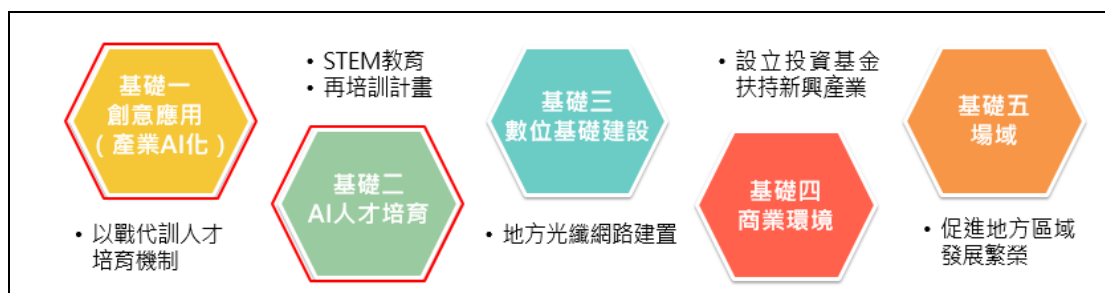 基礎一
創意應用
（產業AI化）
• 以戰代訓人才
培育機制
• STEM教育
• 再培訓計畫
基礎二
AI人才培育
基礎三
數位基礎建設
• 地方光纖網路建置
• 設立投資基金
扶持新興產業
基礎四
商業環境
基礎五
場域
• 促進地方區域
發展繁榮